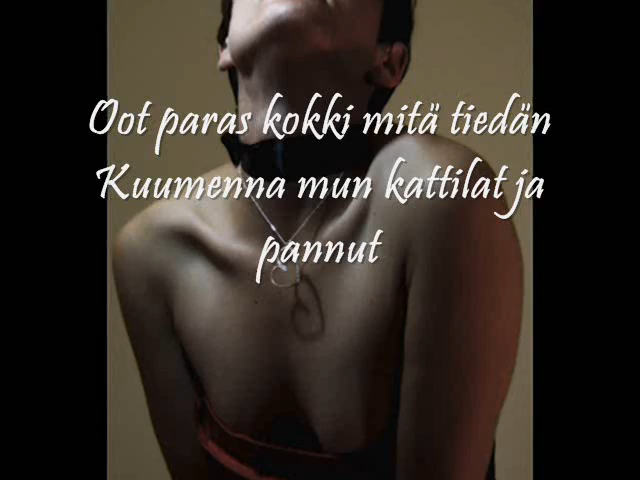 Oot paras kokki mitä tiedän
Kuumenna mun kattilat ja
pannut